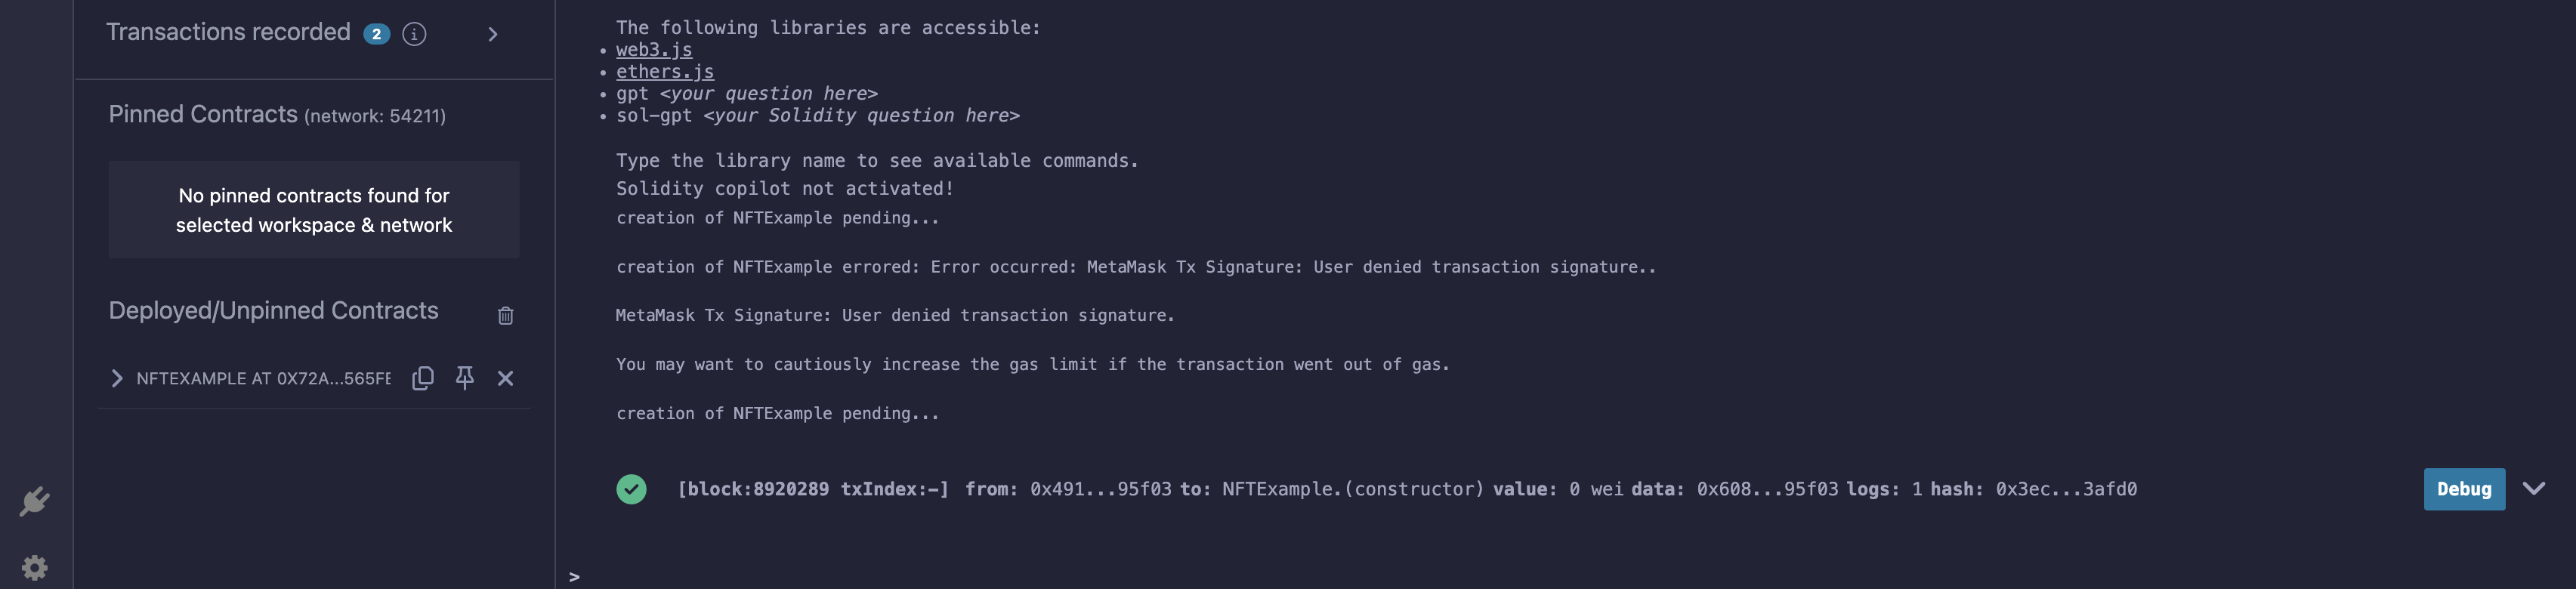 Transactions recorded 2 i
Pinned Contracts (network: 54211)
No pinned contracts found for
selected workspace & network
Deployed/Unpinned Contracts
NFTEXAMPLE AT 0X72A...565FE
The following libraries are accessible:
web3.js
ethers.js
gpt <your question here>
sol-gpt <your Solidity question here>
Type the library name to see available commands.
Solidity copilot not activated!
creation of NFTExample pending...
creation of NFTExample errored: Error occurred: MetaMask Tx Signature: User denied transaction signature..
MetaMask Tx Signature: User denied transaction signature.
You may want to cautiously increase the gas limit if the transaction went out of gas.
creation of NFTExample pending...
[block:8920289 txIndex:-] from: 0x491...95f03 to: NFTExample.(constructor) value: 0 wei data: 0x608...95f03 logs: 1 hash: 0x3ec...3afd0
Debug
>